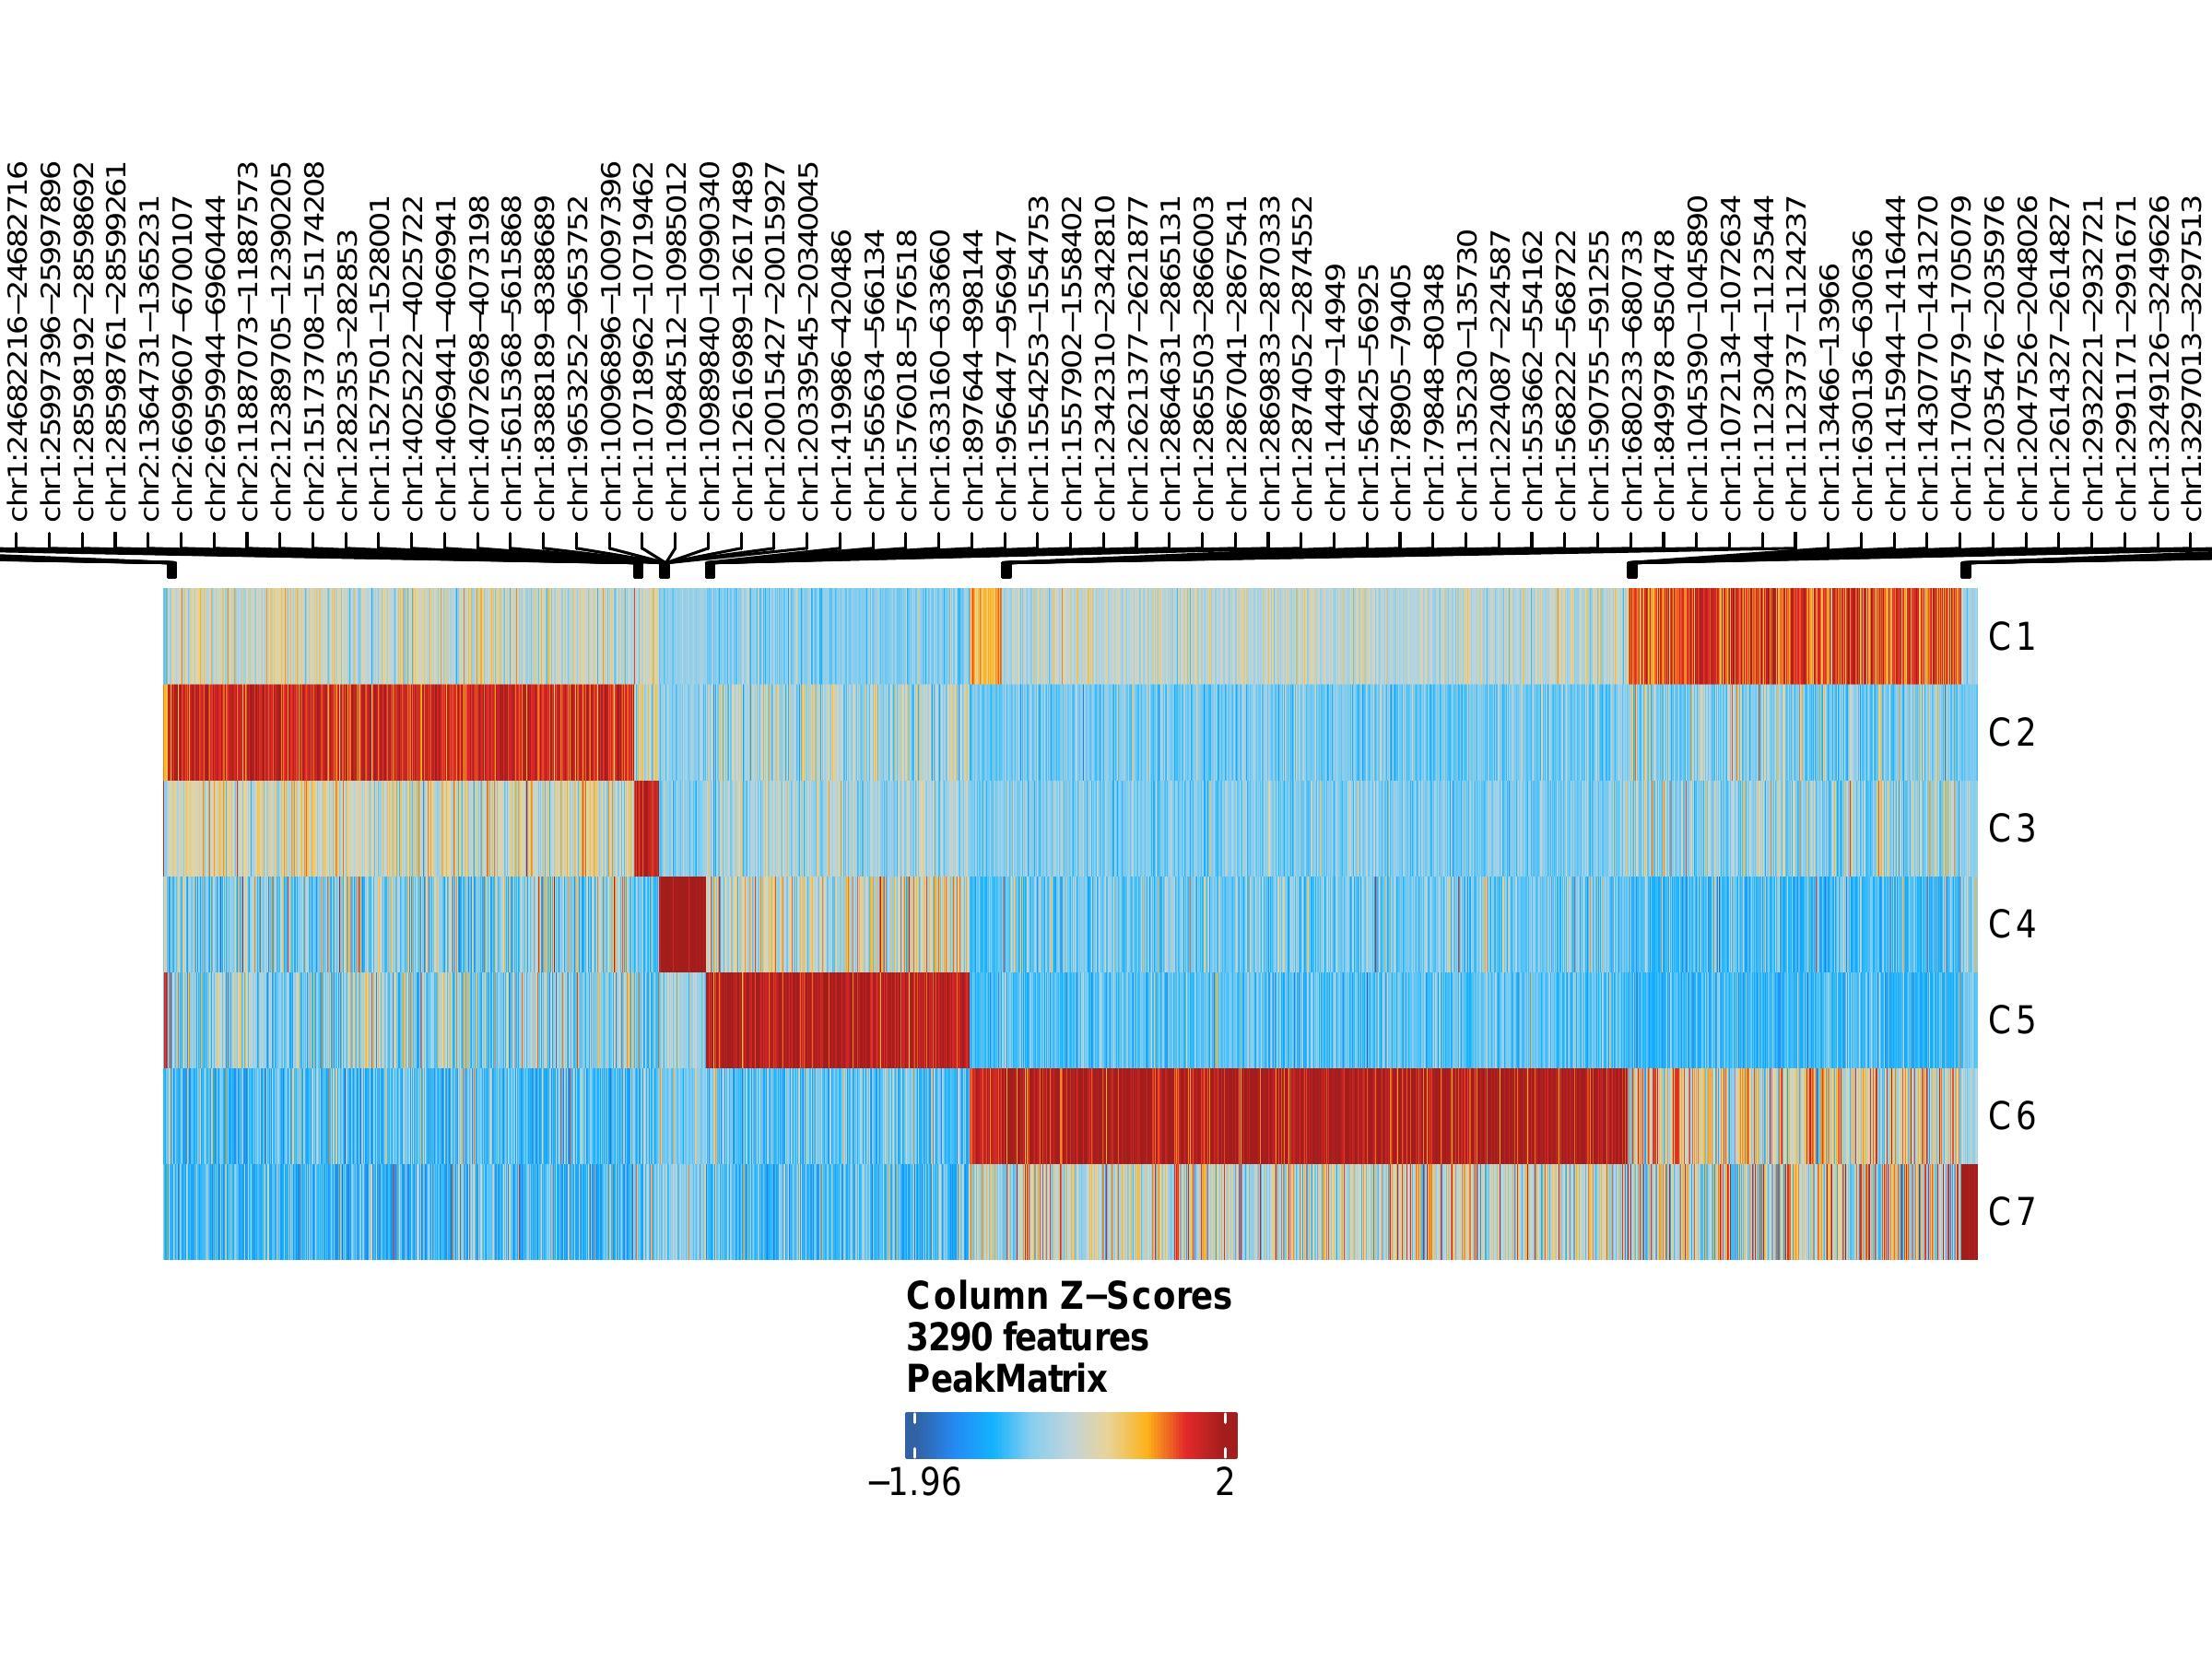 chr1:24682216−24682716
chr1:25997396−25997896
chr1:28598192−28598692
chr1:28598761−28599261
chr2:1364731−1365231
chr2:6699607−6700107
chr2:6959944−6960444
chr2:11887073−11887573
chr2:12389705−12390205
chr2:15173708−15174208
chr1:282353−282853
chr1:1527501−1528001
chr1:4025222−4025722
chr1:4069441−4069941
chr1:4072698−4073198
chr1:5615368−5615868
chr1:8388189−8388689
chr1:9653252−9653752
chr1:10096896−10097396
chr1:10718962−10719462
chr1:10984512−10985012
chr1:10989840−10990340
chr1:12616989−12617489
chr1:20015427−20015927
chr1:20339545−20340045
chr1:419986−420486
chr1:565634−566134
chr1:576018−576518
chr1:633160−633660
chr1:897644−898144
chr1:956447−956947
chr1:1554253−1554753
chr1:1557902−1558402
chr1:2342310−2342810
chr1:2621377−2621877
chr1:2864631−2865131
chr1:2865503−2866003
chr1:2867041−2867541
chr1:2869833−2870333
chr1:2874052−2874552
chr1:14449−14949
chr1:56425−56925
chr1:78905−79405
chr1:79848−80348
chr1:135230−135730
chr1:224087−224587
chr1:553662−554162
chr1:568222−568722
chr1:590755−591255
chr1:680233−680733
chr1:849978−850478
chr1:1045390−1045890
chr1:1072134−1072634
chr1:1123044−1123544
chr1:1123737−1124237
chr1:13466−13966
chr1:630136−630636
chr1:1415944−1416444
chr1:1430770−1431270
chr1:1704579−1705079
chr1:2035476−2035976
chr1:2047526−2048026
chr1:2614327−2614827
chr1:2932221−2932721
chr1:2991171−2991671
chr1:3249126−3249626
chr1:3297013−3297513
C1
C2
C3
C4
C5
C6
C7
Column Z−Scores
3290 features
PeakMatrix
−1.96 2